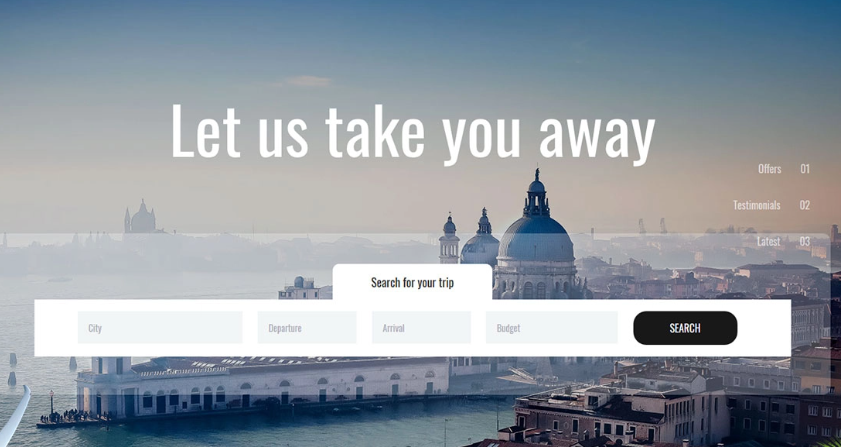 Let us take you away
Offers 01
Testimonials 02
Latest 03
Search for your trip
City Departure Arrival Budget SEARCH